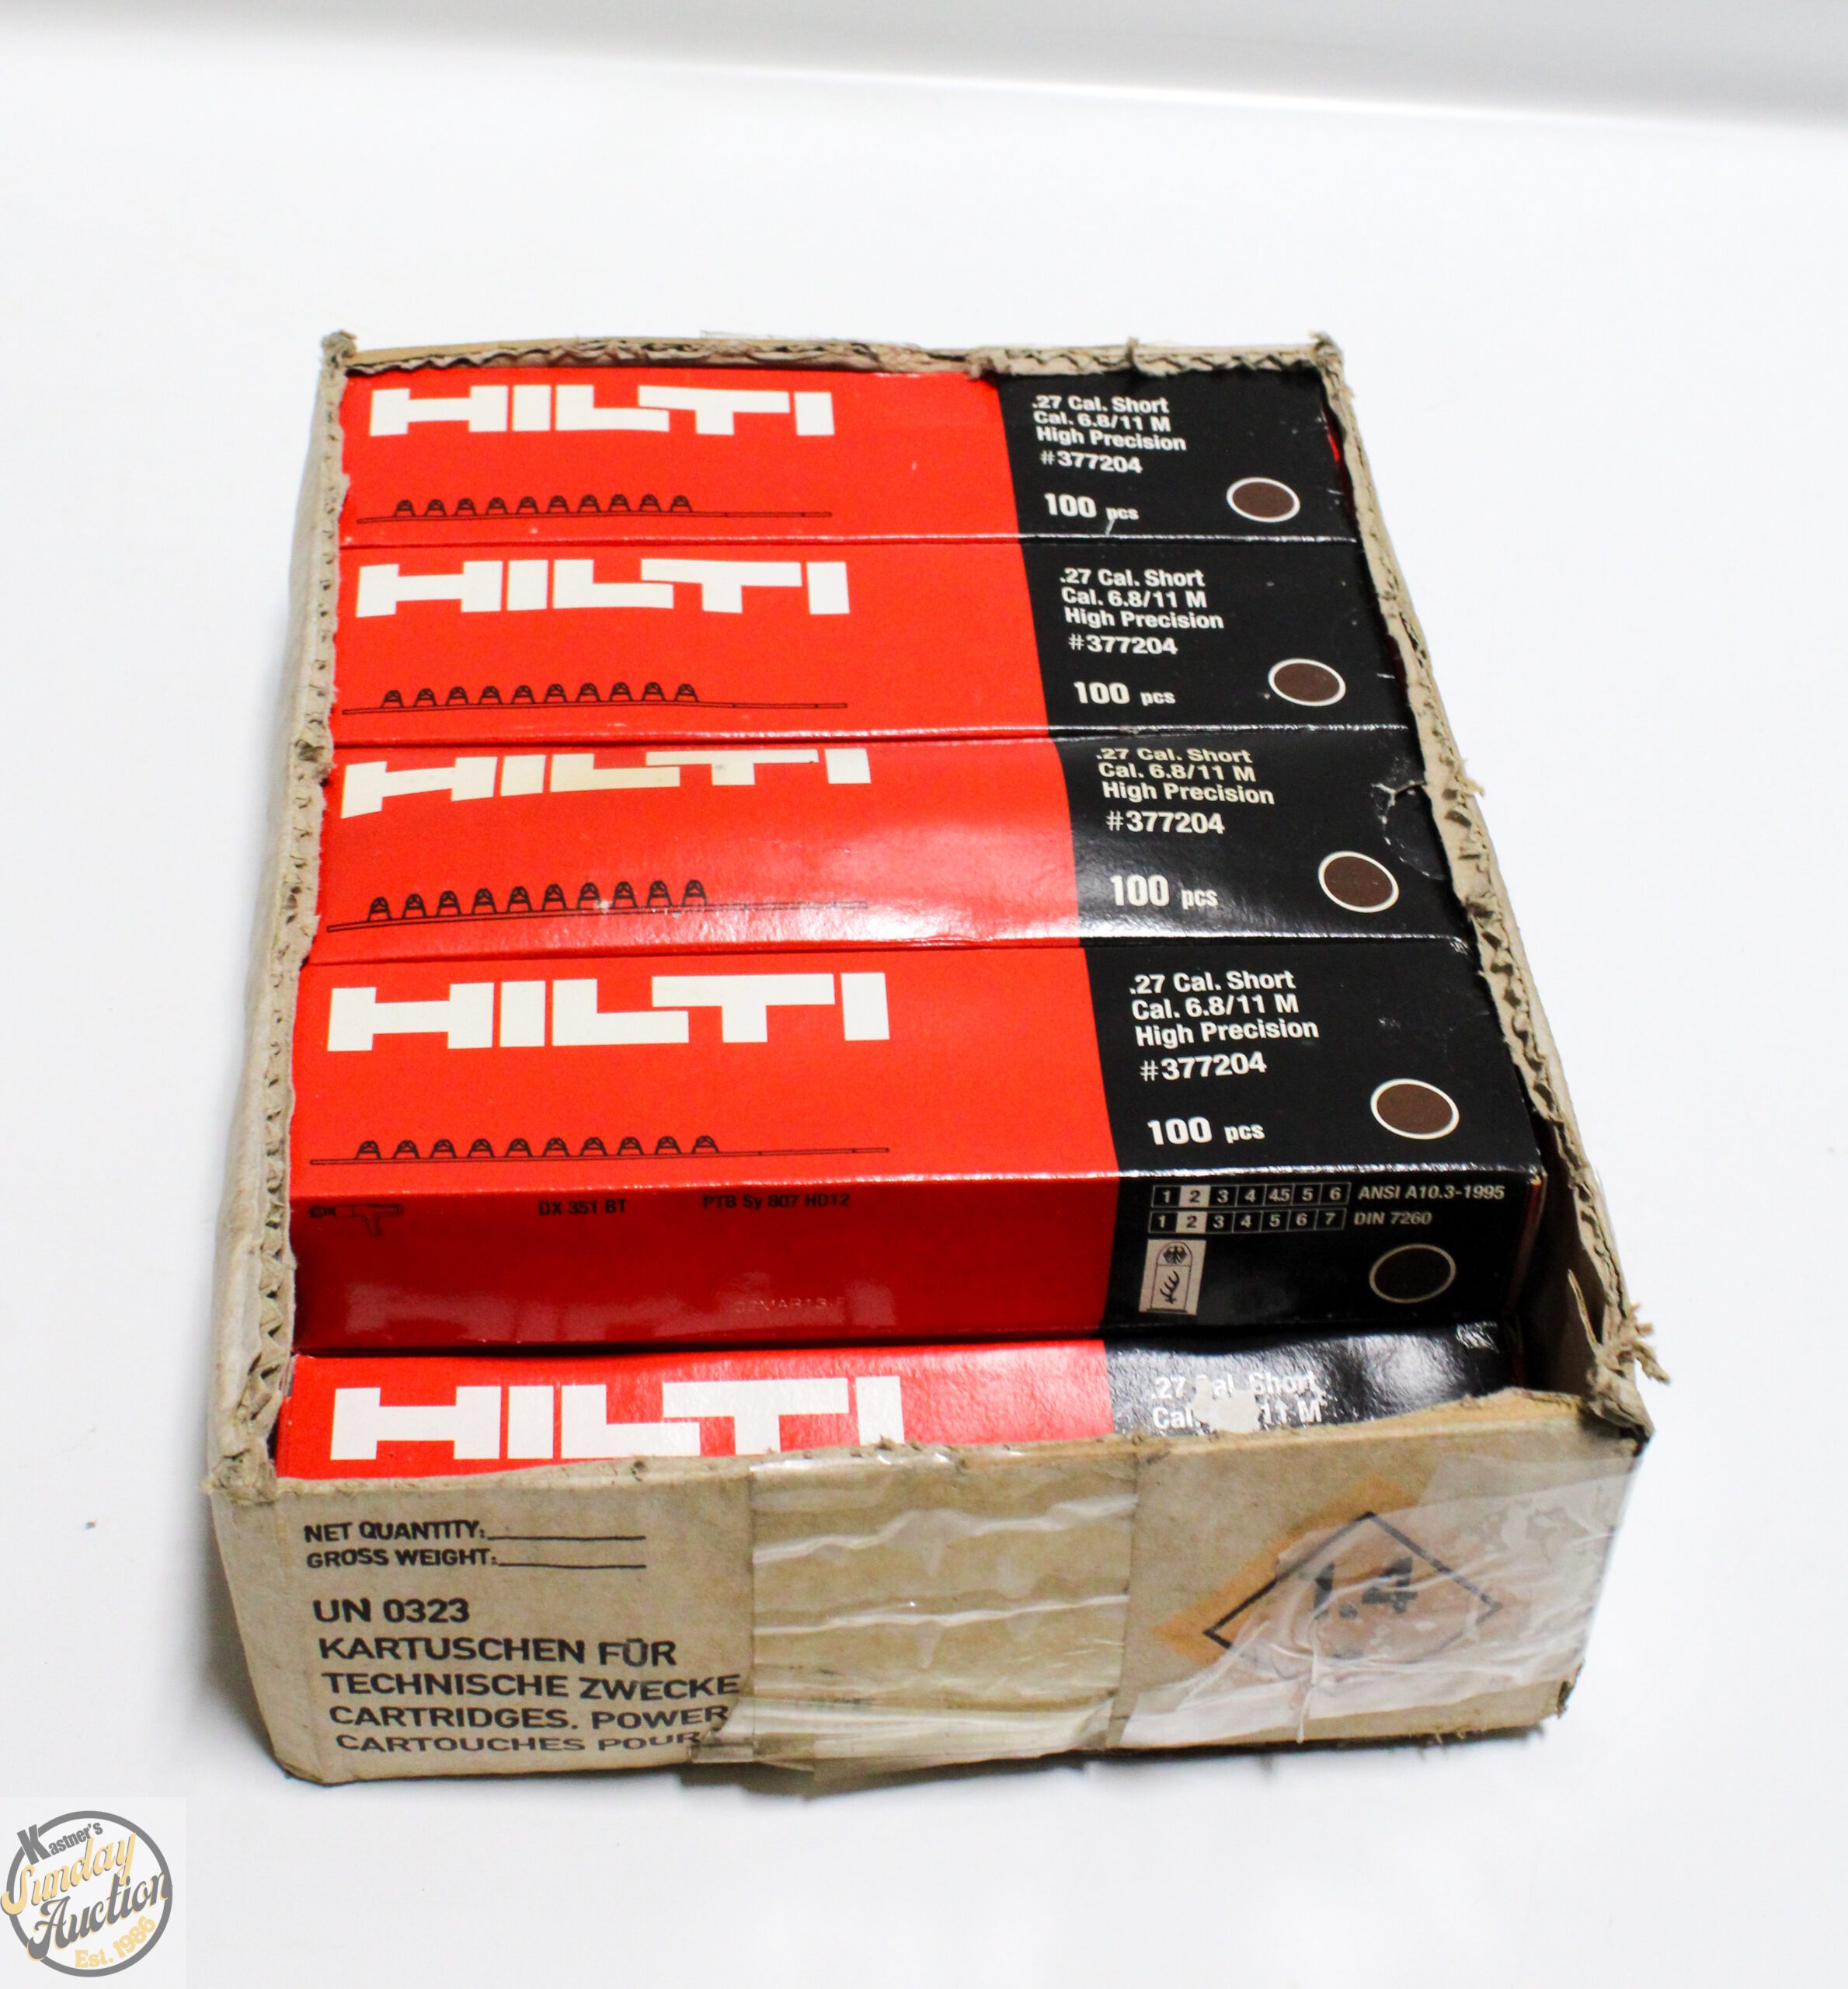 HILTI
.27 Cal. Short
Cal. 6.8/11 M
High Precision
#377204
100 pcs
HILTI
.27 Cal. Short
Cal. 6.8/11 M
High Precision
#377204
100 pcs
HILTI
.27 Cal. Short
Cal. 6.8/11 M
High Precision
#377204
100 pcs
HILTI
.27 Cal. Short
Cal. 6.8/11 M
High Precision
#377204
100 pcs
DX 351 BT PTB Sy 807 HD12
1 2 3 4 4.5 5 6 ANSI A10.3-1995
1 2 3 4 5 6 7 DIN 7260
HILTI
.27 Short
11 M
NET QUANTITY:
GROSS WEIGHT:
UN 0323
KARTUSCHEN FÜR
TECHNISCHE ZWECKE
CARTRIDGES. POWER
CARTOUCHES POUR
1.4
Kastner's
Sunday
Auction
Est. 1986